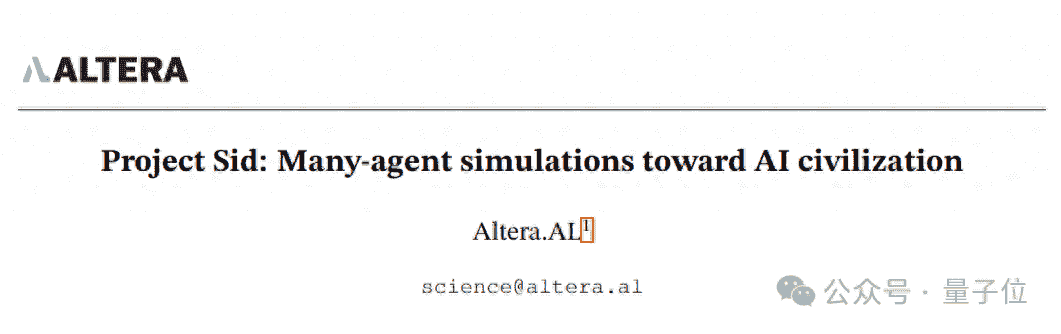 ALTERA
Project Sid: Many-agent simulations toward AI civilization
Altera.AL1
science@altera.al
公众号 · 量子位